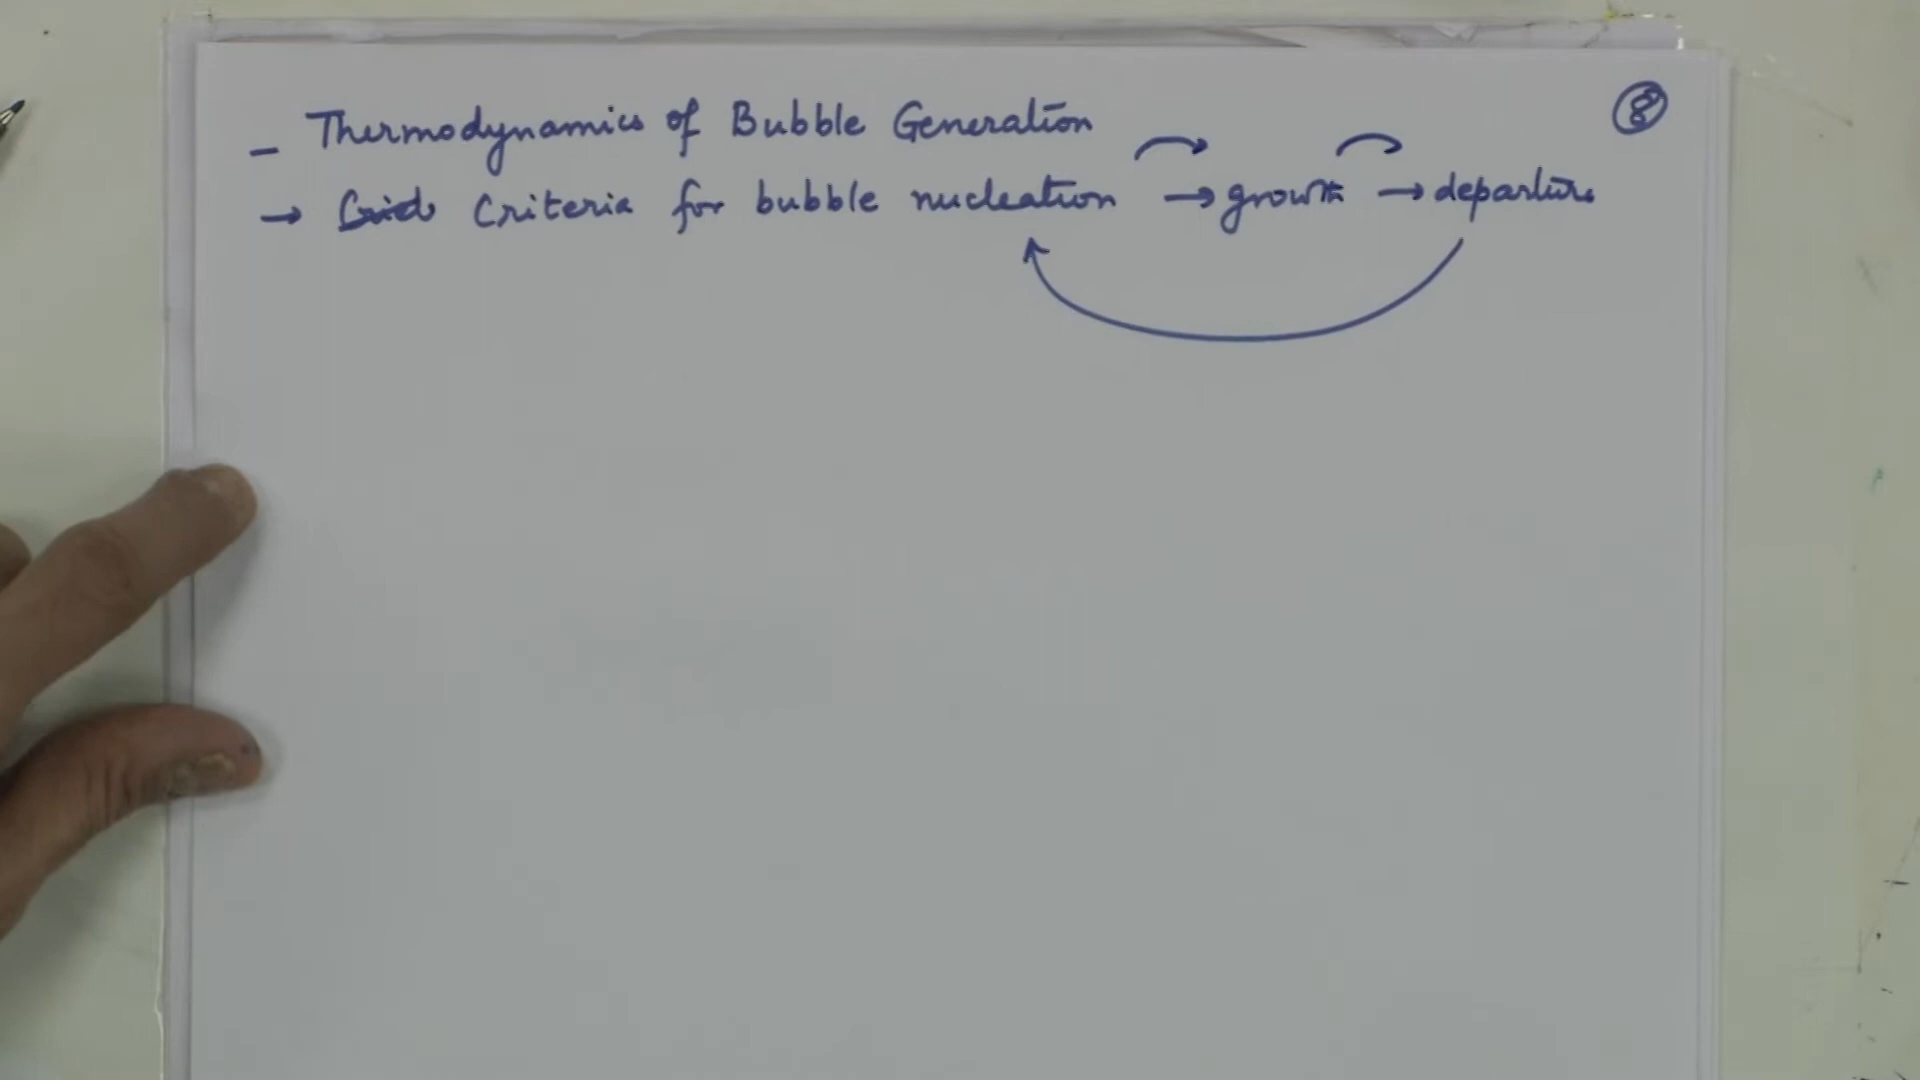 - Thermodynamics of Bubble Generation
8
→ Criteria for bubble nucleation → growth → departure